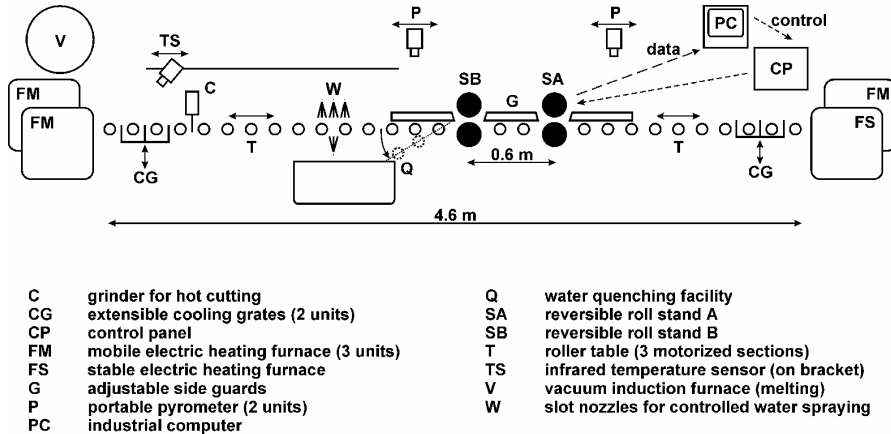 P
P
PC
control
TS
V
data
CP
C
W
SB
SA
G
FM
FM
FM
FS
T
T
Q
0.6 m
CG
CG
4.6 m
C grinder for hot cutting
CG extensible cooling grates (2 units)
CP control panel
FM mobile electric heating furnace (3 units)
FS stable electric heating furnace
G adjustable side guards
P portable pyrometer (2 units)
PC industrial computer
Q water quenching facility
SA reversible roll stand A
SB reversible roll stand B
T roller table (3 motorized sections)
TS infrared temperature sensor (on bracket)
V vacuum induction furnace (melting)
W slot nozzles for controlled water spraying